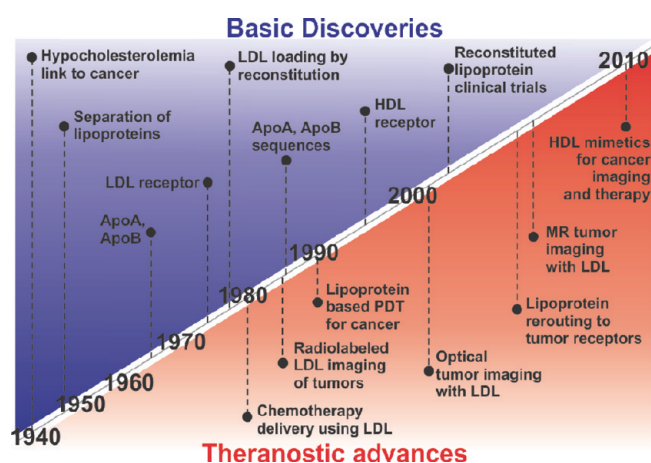 Basic Discoveries
Hypocholesterolemia
link to cancer
LDL loading by
reconstitution
Reconstituted
lipoprotein
clinical trials
2010
Separation of
lipoproteins
HDL
receptor
ApoA, ApoB
sequences
HDL mimetics
for cancer
imaging
and therapy
LDL receptor
2000
ApoA,
ApoB
MR tumor
imaging
with LDL
1990
Lipoprotein
based PDT
for cancer
1980
Lipoprotein
rerouting to
tumor receptors
1970
Radiolabeled
LDL imaging
of tumors
Optical
tumor imaging
with LDL
1960
1950
Chemotherapy
delivery using LDL
1940
Theranostic advances